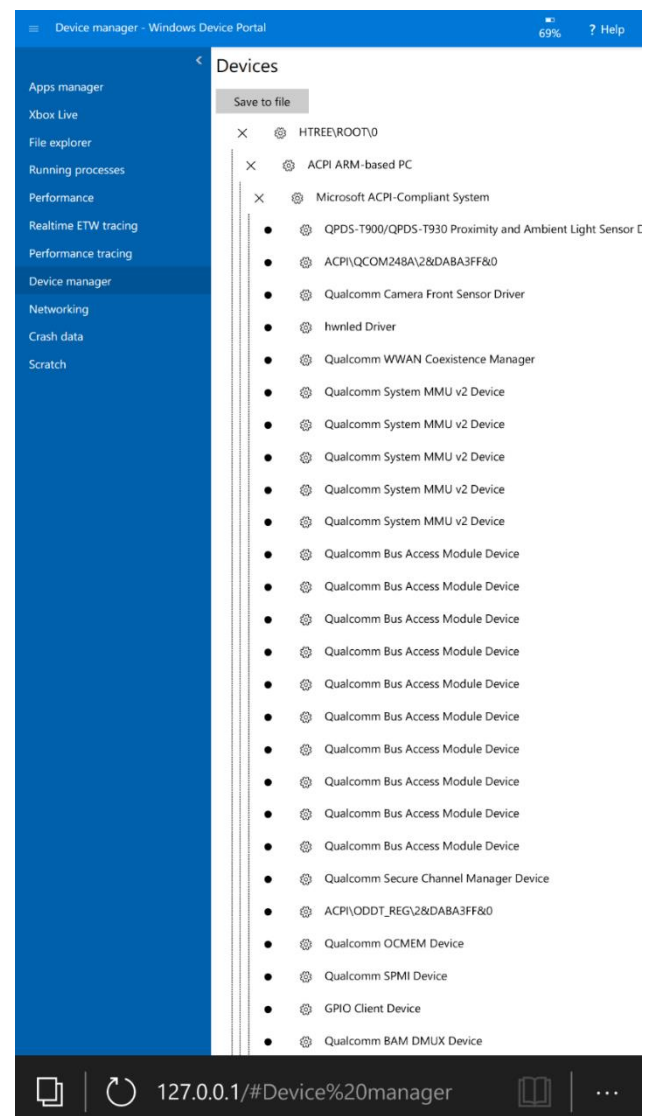 Device manager - Windows Device Portal
69%
? Help
Apps manager
Xbox Live
File explorer
Running processes
Performance
Realtime ETW tracing
Performance tracing
Device manager
Networking
Crash data
Scratch
Devices
Save to file
HTREE\ROOT\0
ACPI ARM-based PC
Microsoft ACPI-Compliant System
QPDS-T900/QPDS-T930 Proximity and Ambient Light Sensor D
ACPI\QCOM248A\2&DABA3FF&0
Qualcomm Camera Front Sensor Driver
hwnled Driver
Qualcomm WWAN Coexistence Manager
Qualcomm System MMU v2 Device
Qualcomm System MMU v2 Device
Qualcomm System MMU v2 Device
Qualcomm System MMU v2 Device
Qualcomm System MMU v2 Device
Qualcomm Bus Access Module Device
Qualcomm Bus Access Module Device
Qualcomm Bus Access Module Device
Qualcomm Bus Access Module Device
Qualcomm Bus Access Module Device
Qualcomm Bus Access Module Device
Qualcomm Bus Access Module Device
Qualcomm Bus Access Module Device
Qualcomm Bus Access Module Device
Qualcomm Bus Access Module Device
Qualcomm Secure Channel Manager Device
ACPI\ODDT_REG\2&DABA3FF&0
Qualcomm OCMEM Device
Qualcomm SPMI Device
GPIO Client Device
Qualcomm BAM DMUX Device
127.0.0.1/#Device%20manager